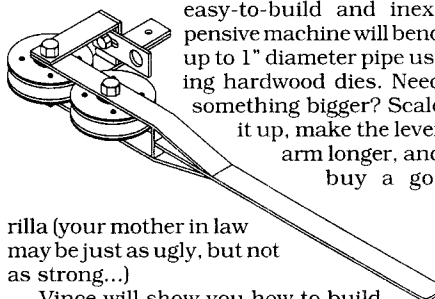 easy-to-build and inex
pensive machine will bend
up to 1" diameter pipe us
ing hardwood dies. Need
something bigger? Scale
it up, make the lever
arm longer, and
buy a go
rilla (your mother in law
may be just as ugly, but not
as strong...)
Vince will show you how to build